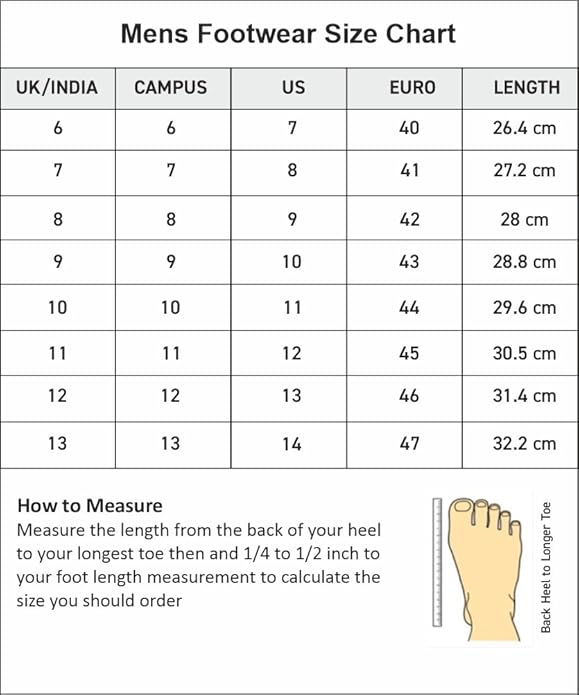 Mens Footwear Size Chart
UK/INDIA CAMPUS US EURO LENGTH
6 6 7 40 26.4 cm
7 7 8 41 27.2 cm
8 8 9 42 28 cm
9 9 10 43 28.8 cm
10 10 11 44 29.6 cm
11 11 12 45 30.5 cm
12 12 13 46 31.4 cm
13 13 14 47 32.2 cm
How to Measure
Measure the length from the back of your heel
to your longest toe then and 1/4 to 1/2 inch to
your foot length measurement to calculate the
size you should order
Back Heel to Longer Toe